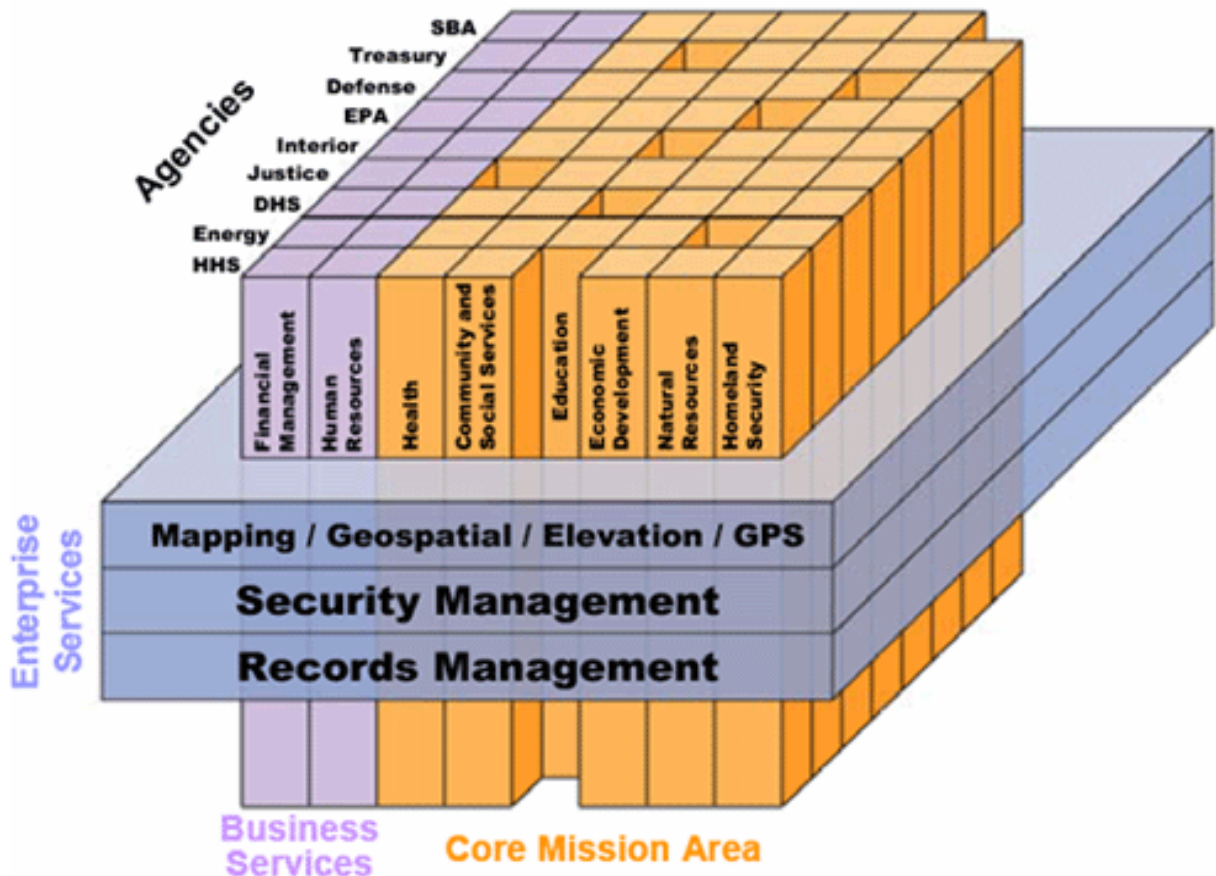 SBA
Treasury
Defense
EPA
Interior
Justice
DHS
Energy
HHS
Agencies
Financial
Management
Human
Resources
Health
Community and
Social Services
Education
Economic
Development
Natural
Resources
Homeland
Security
Enterprise
Services
Mapping / Geospatial / Elevation / GPS
Security Management
Records Management
Business
Services
Core Mission Area